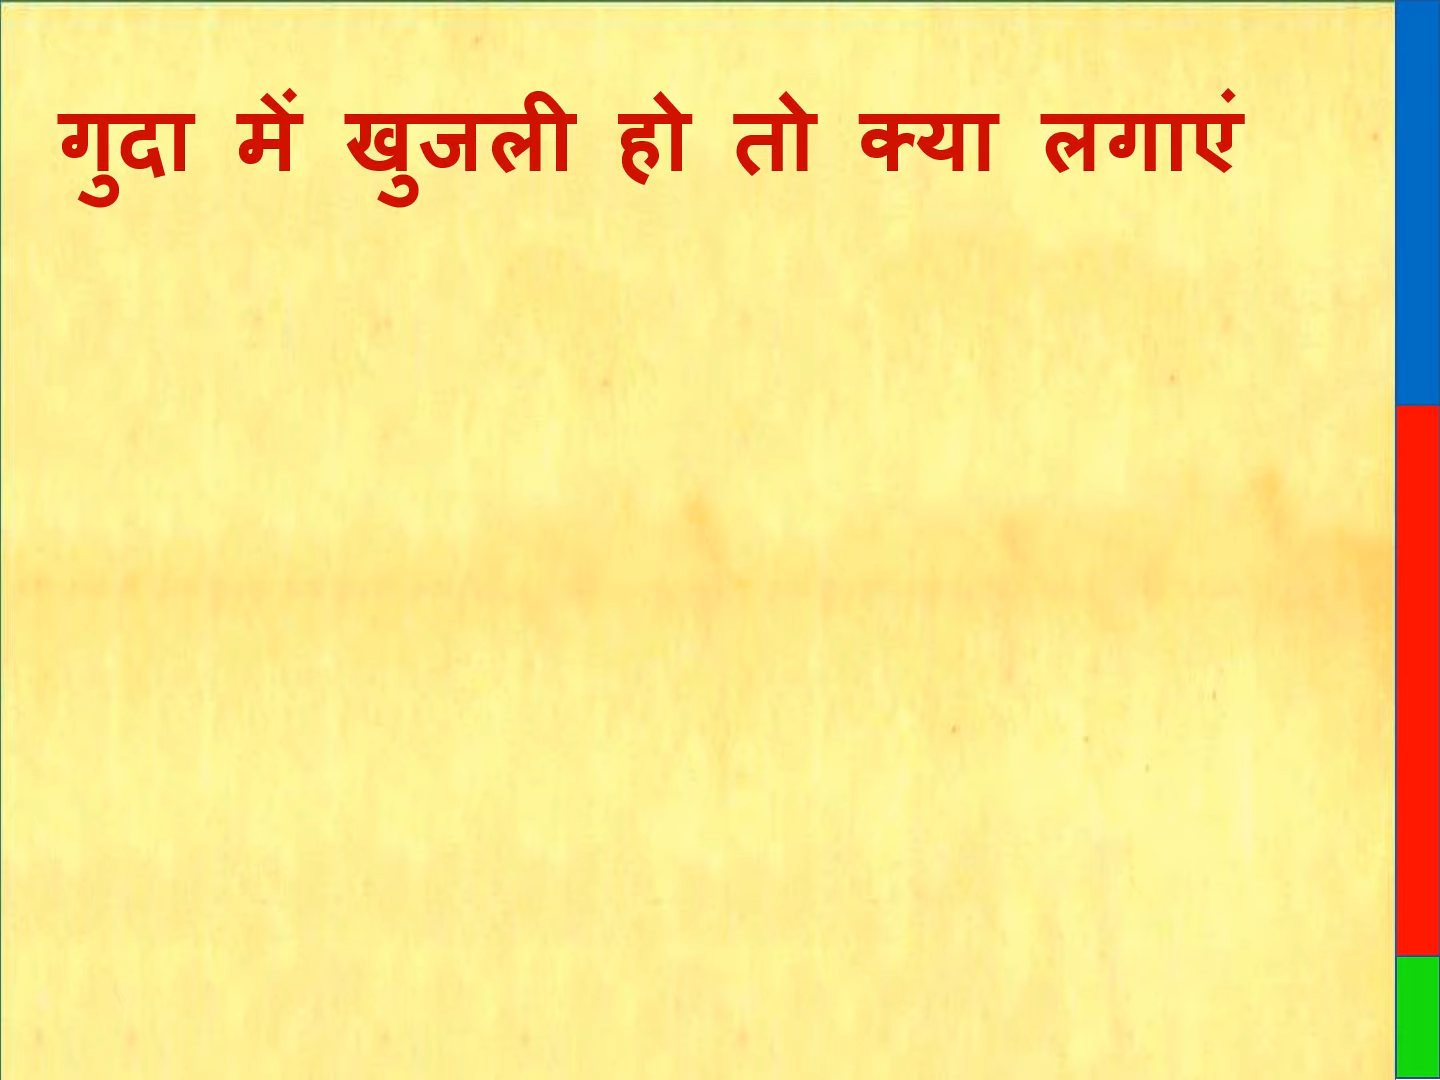 गुदा में खुजली हो तो क्या लगाएं